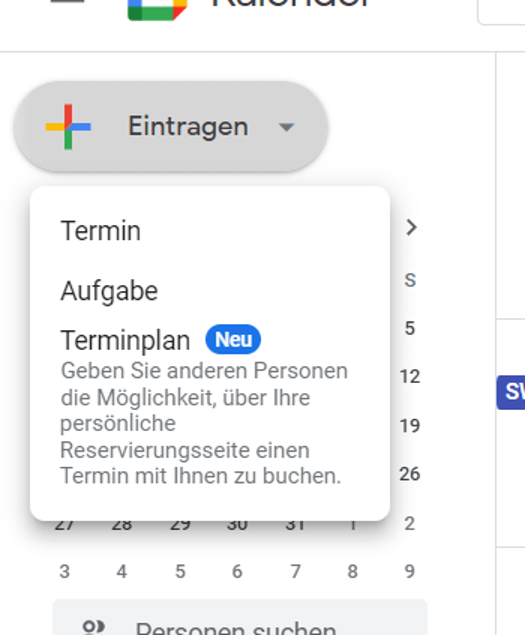 Kalender
Eintragen
Termin
Aufgabe
Terminplan Neu
Geben Sie anderen Personen
die Möglichkeit, über Ihre
persönliche
Reservierungsseite einen
Termin mit Ihnen zu buchen.
S
5
12
19
26
27 28 29 30 31 1 2
3 4 5 6 7 8 9
Personen suchen